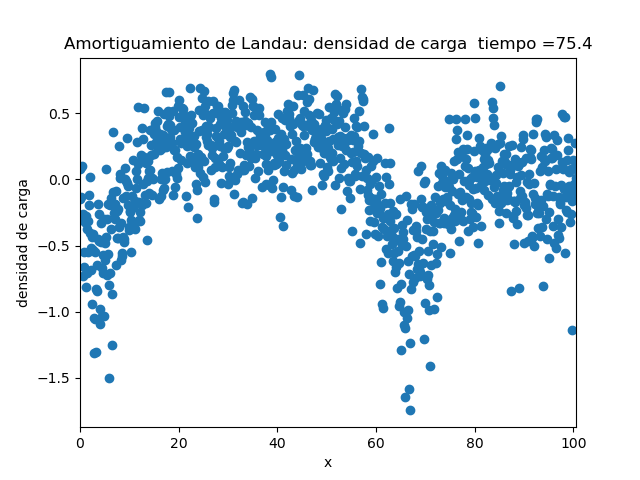 Amortiguamiento de Landau: densidad de carga  tiempo =75.4
densidad de carga
0.5
0.0
−0.5
−1.0
−1.5
0 20 40 60 80 100
x